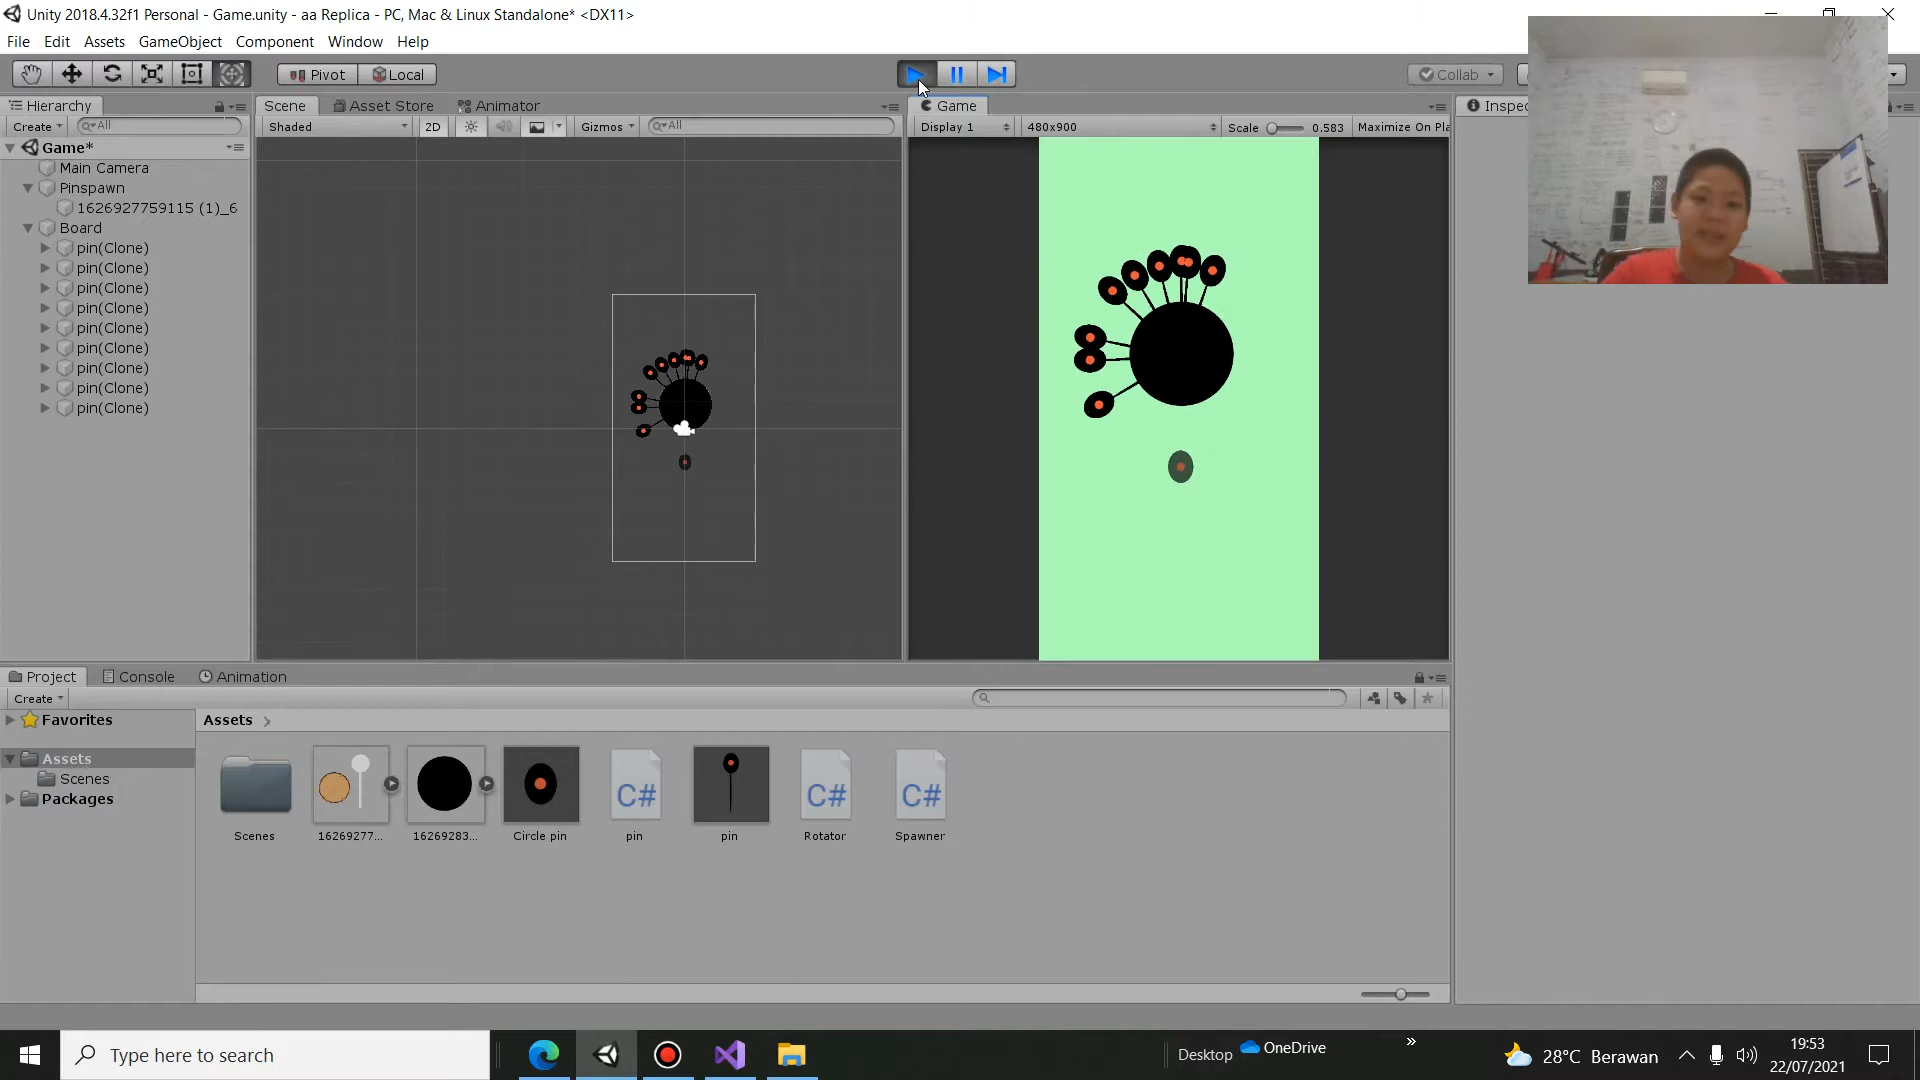 Unity 2018.4.32f1 Personal - Game.unity - aa Replica - PC, Mac & Linux Standalone* <DX11>
File Edit Assets GameObject Component Window Help
Pivot Local
Collab
Hierarchy
Create All
Game*
Main Camera
Pinspawn
1626927759115 (1)_6
Board
pin(Clone)
pin(Clone)
pin(Clone)
pin(Clone)
pin(Clone)
pin(Clone)
pin(Clone)
pin(Clone)
pin(Clone)
Scene Asset Store Animator
Shaded 2D Gizmos All
Game
Display 1 480x900 Scale 0.583 Maximize On Pla
Inspec
Project Console Animation
Create
Favorites
Assets
Scenes
Packages
Assets
C# C# C#
Scenes 16269277... 16269283... Circle pin pin pin Rotator Spawner
Type here to search
Desktop OneDrive
28°C Berawan
19:53
22/07/2021